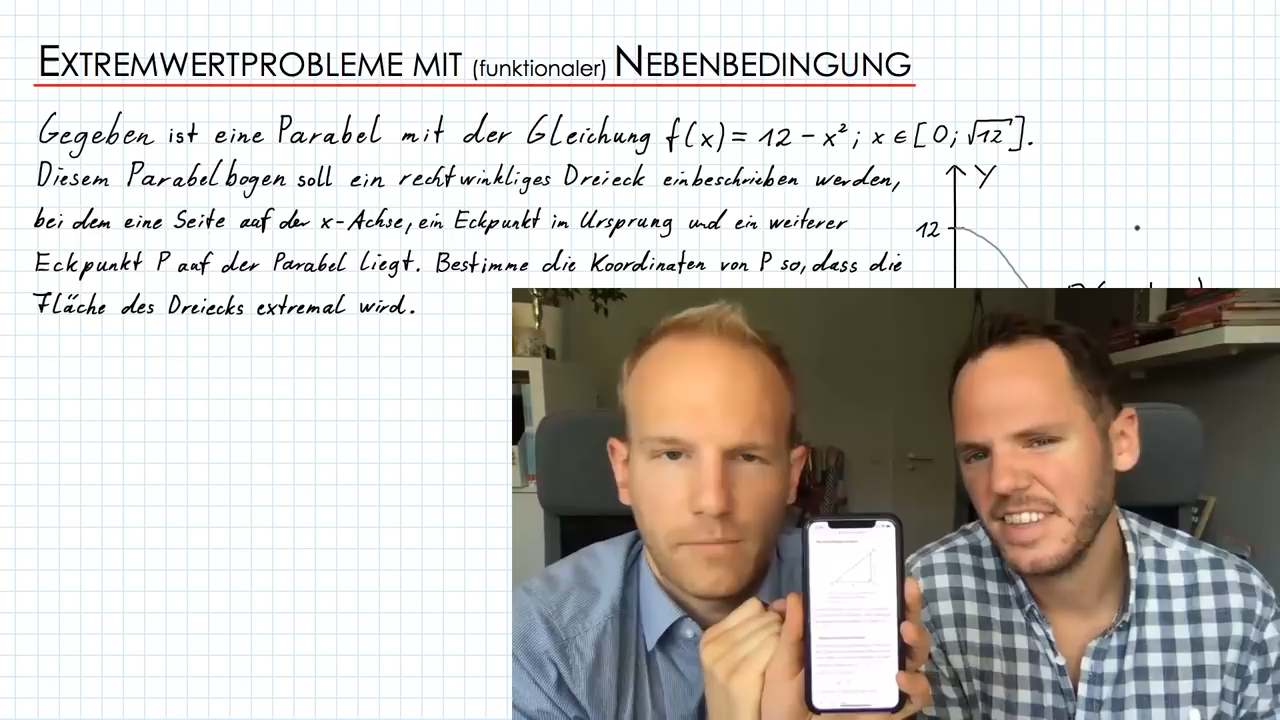 EXTREMWERTPROBLEME MIT (funktionaler) NEBENBEDINGUNG
Gegeben ist eine Parabel mit der Gleichung f(x) = 12 - x²; x ∈ [0; √12].
Diesem Parabelbogen soll ein rechtwinkliges Dreieck einbeschrieben werden,
bei dem eine Seite auf der x-Achse, ein Eckpunkt im Ursprung und ein weiterer
Eckpunkt P auf der Parabel liegt. Bestimme die Koordinaten von P so, dass die
Fläche des Dreiecks extremal wird.
Y
12